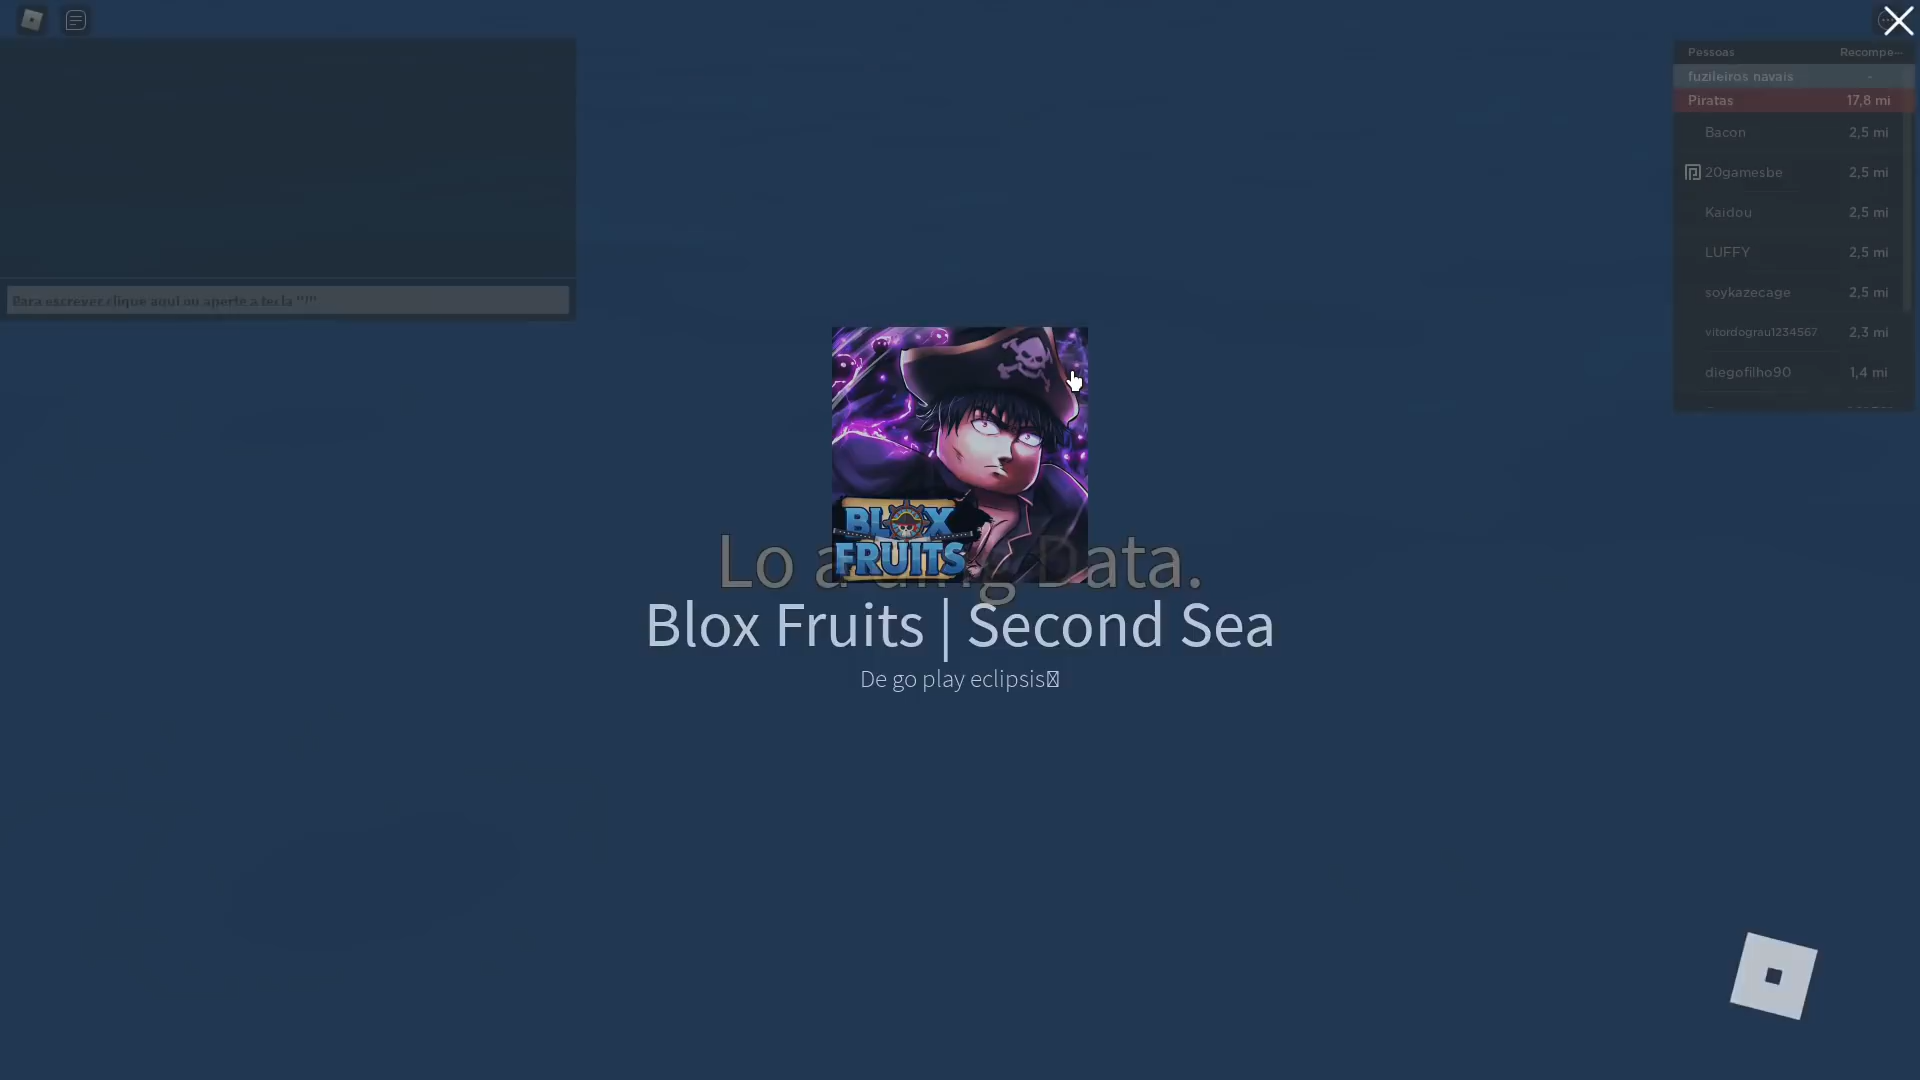 Pessoas Recompe...
fuzileiros navais -
Piratas 17,8 mi
Bacon 2,5 mi
20gamesbe 2,5 mi
Kaidou 2,5 mi
LUFFY 2,5 mi
soykazecage 2,5 mi
vitordograu1234567 2,3 mi
diegofilho90 1,4 mi
Para escrever clique aqui ou aperte a tecla "/"
BLOX
FRUITS
Loading Data.
Blox Fruits | Second Sea
De go play eclipsis